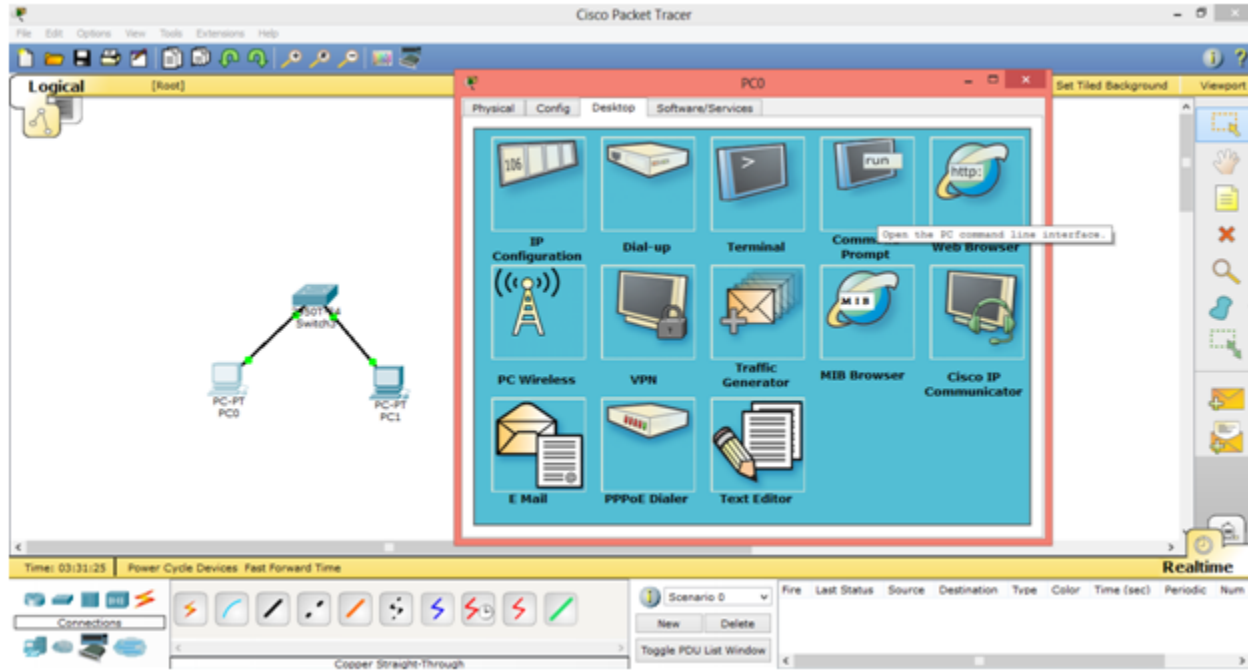 Cisco Packet Tracer
File Edit Options View Tools Extensions Help
Logical
[Root]
Set Tiled Background
Viewport
PC0
Physical
Config
Desktop
Software/Services
106
>
run
http:
Open the PC command line interface.
IP
Configuration
Dial-up
Terminal
Prompt
Web Browser
MIB
PC Wireless
VPN
Traffic
Generator
MIB Browser
Cisco IP
Communicator
E Mail
PPPoE Dialer
Text Editor
PC-PT
PC0
PC-PT
PC1
Time: 03:31:25
Power Cycle Devices Fast Forward Time
Realtime
Connections
Copper Straight-Through
Scenario 0
New
Delete
Toggle PDU List Window
Fire Last Status Source Destination Type Color Time (sec) Periodic Num